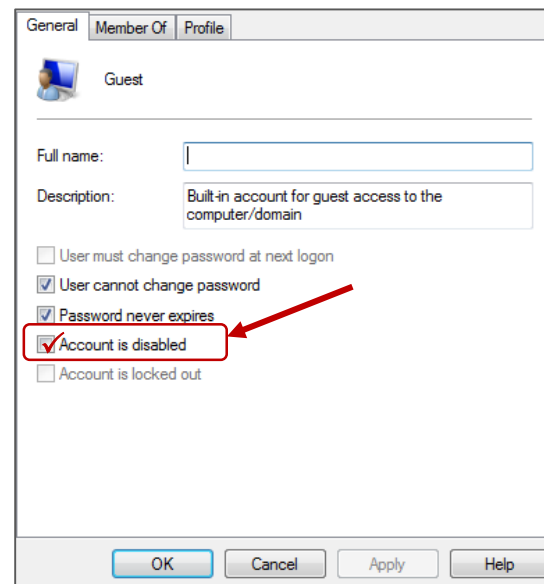 General Member Of Profile
Guest
Full name:
Description: Built-in account for guest access to the
computer/domain
User must change password at next logon
User cannot change password
Password never expires
Account is disabled
Account is locked out
OK Cancel Apply Help